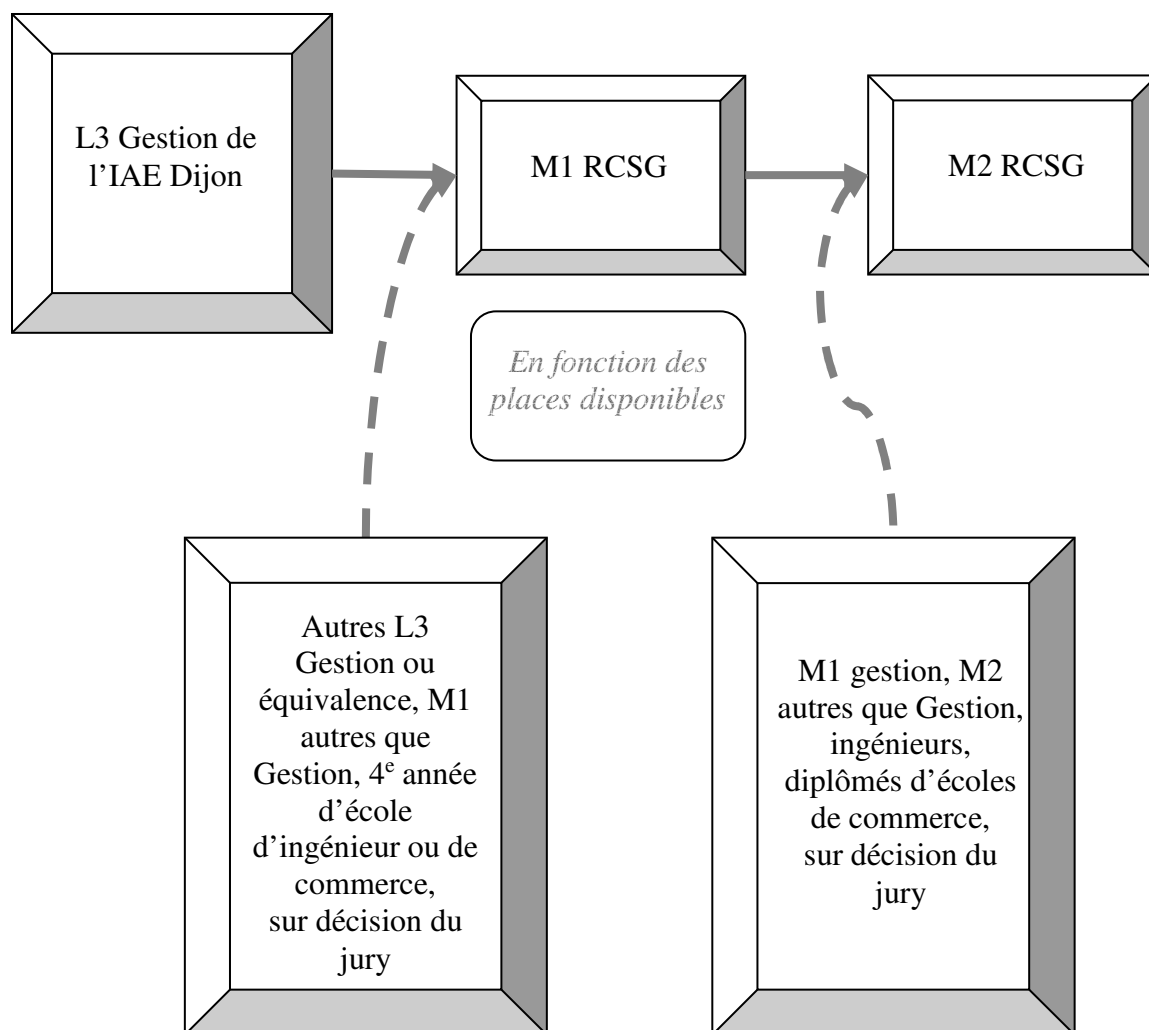 L3 Gestion de
l’IAE Dijon
M1 RCSG
M2 RCSG
En fonction des
places disponibles
Autres L3
Gestion ou
équivalence, M1
autres que
Gestion, 4e année
d’école
d’ingénieur ou de
commerce,
sur décision du
jury
M1 gestion, M2
autres que Gestion,
ingénieurs,
diplômés d’écoles
de commerce,
sur décision du
jury